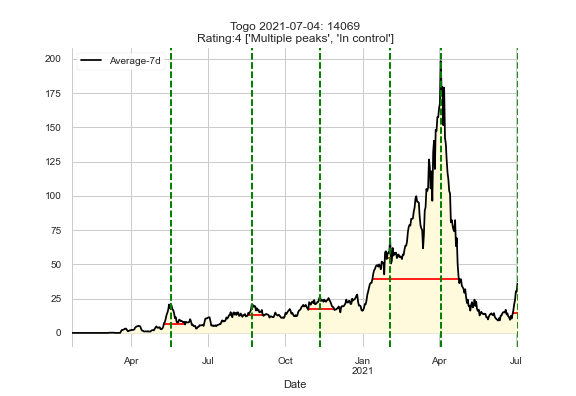 Togo 2021-07-04: 14069
Rating:4 ['Multiple peaks', 'In control']
Average-7d
200
175
150
125
100
75
50
25
0
Apr
Jul
Oct
Jan
2021
Apr
Jul
Date